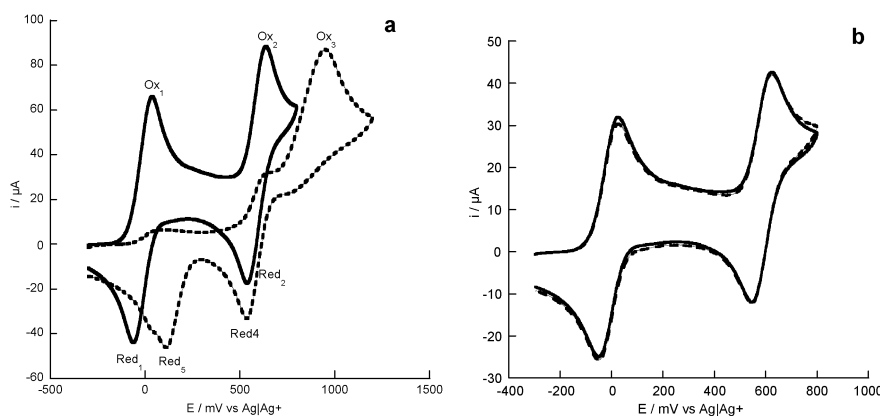 a
100
80
60
40
20
0
-20
-40
-60
i / µA
Ox1
Ox2
Ox3
Red1
Red5
Red4
Red2
-500 0 500 1000 1500
E / mV vs Ag|Ag+
b
50
40
30
20
10
0
-10
-20
-30
i / µA
-400 -200 0 200 400 600 800 1000
E / mV vs Ag|Ag+